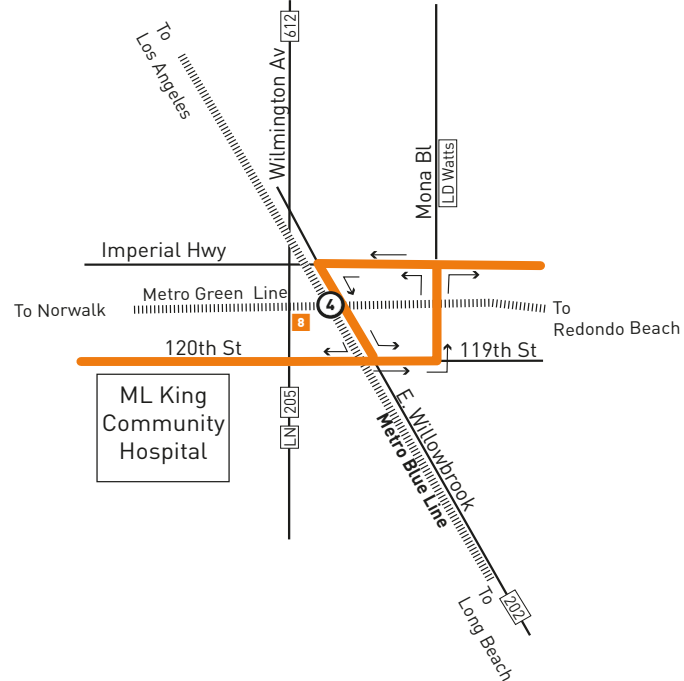 To
Los Angeles
612
Wilmington Av
Mona Bl
LD Watts
Imperial Hwy
Metro Green Line
To Norwalk
4
To
Redondo Beach
8
120th St
119th St
ML King
Community
Hospital
205
LN
E. Willowbrook
Metro Blue Line
To
Long Beach
202